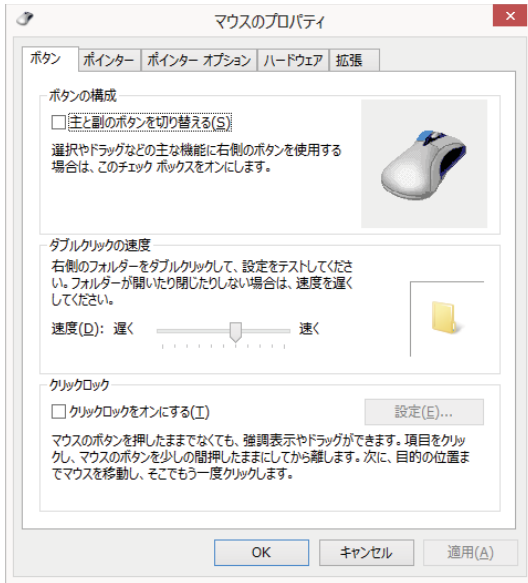 マウスのプロパティ
ボタン ポインター ポインター オプション ハードウェア 拡張
ボタンの構成
主と副のボタンを切り替える(S)
選択やドラッグなどの主な機能に右側のボタンを使用する
場合は、このチェック ボックスをオンにします。
ダブルクリックの速度
右側のフォルダーをダブルクリックして、設定をテストしてくださ
い。フォルダーが開いたり閉じたりしない場合は、速度を遅く
してください。
速度(D): 遅く 速く
クリックロック
クリックロックをオンにする(T) 設定(E)...
マウスのボタンを押したままでなくても、強調表示やドラッグができます。項目をクリッ
クし、マウスのボタンを少しの間押したままにしてから離します。次に、目的の位置ま
でマウスを移動し、そこでもう一度クリックします。
OK キャンセル 適用(A)